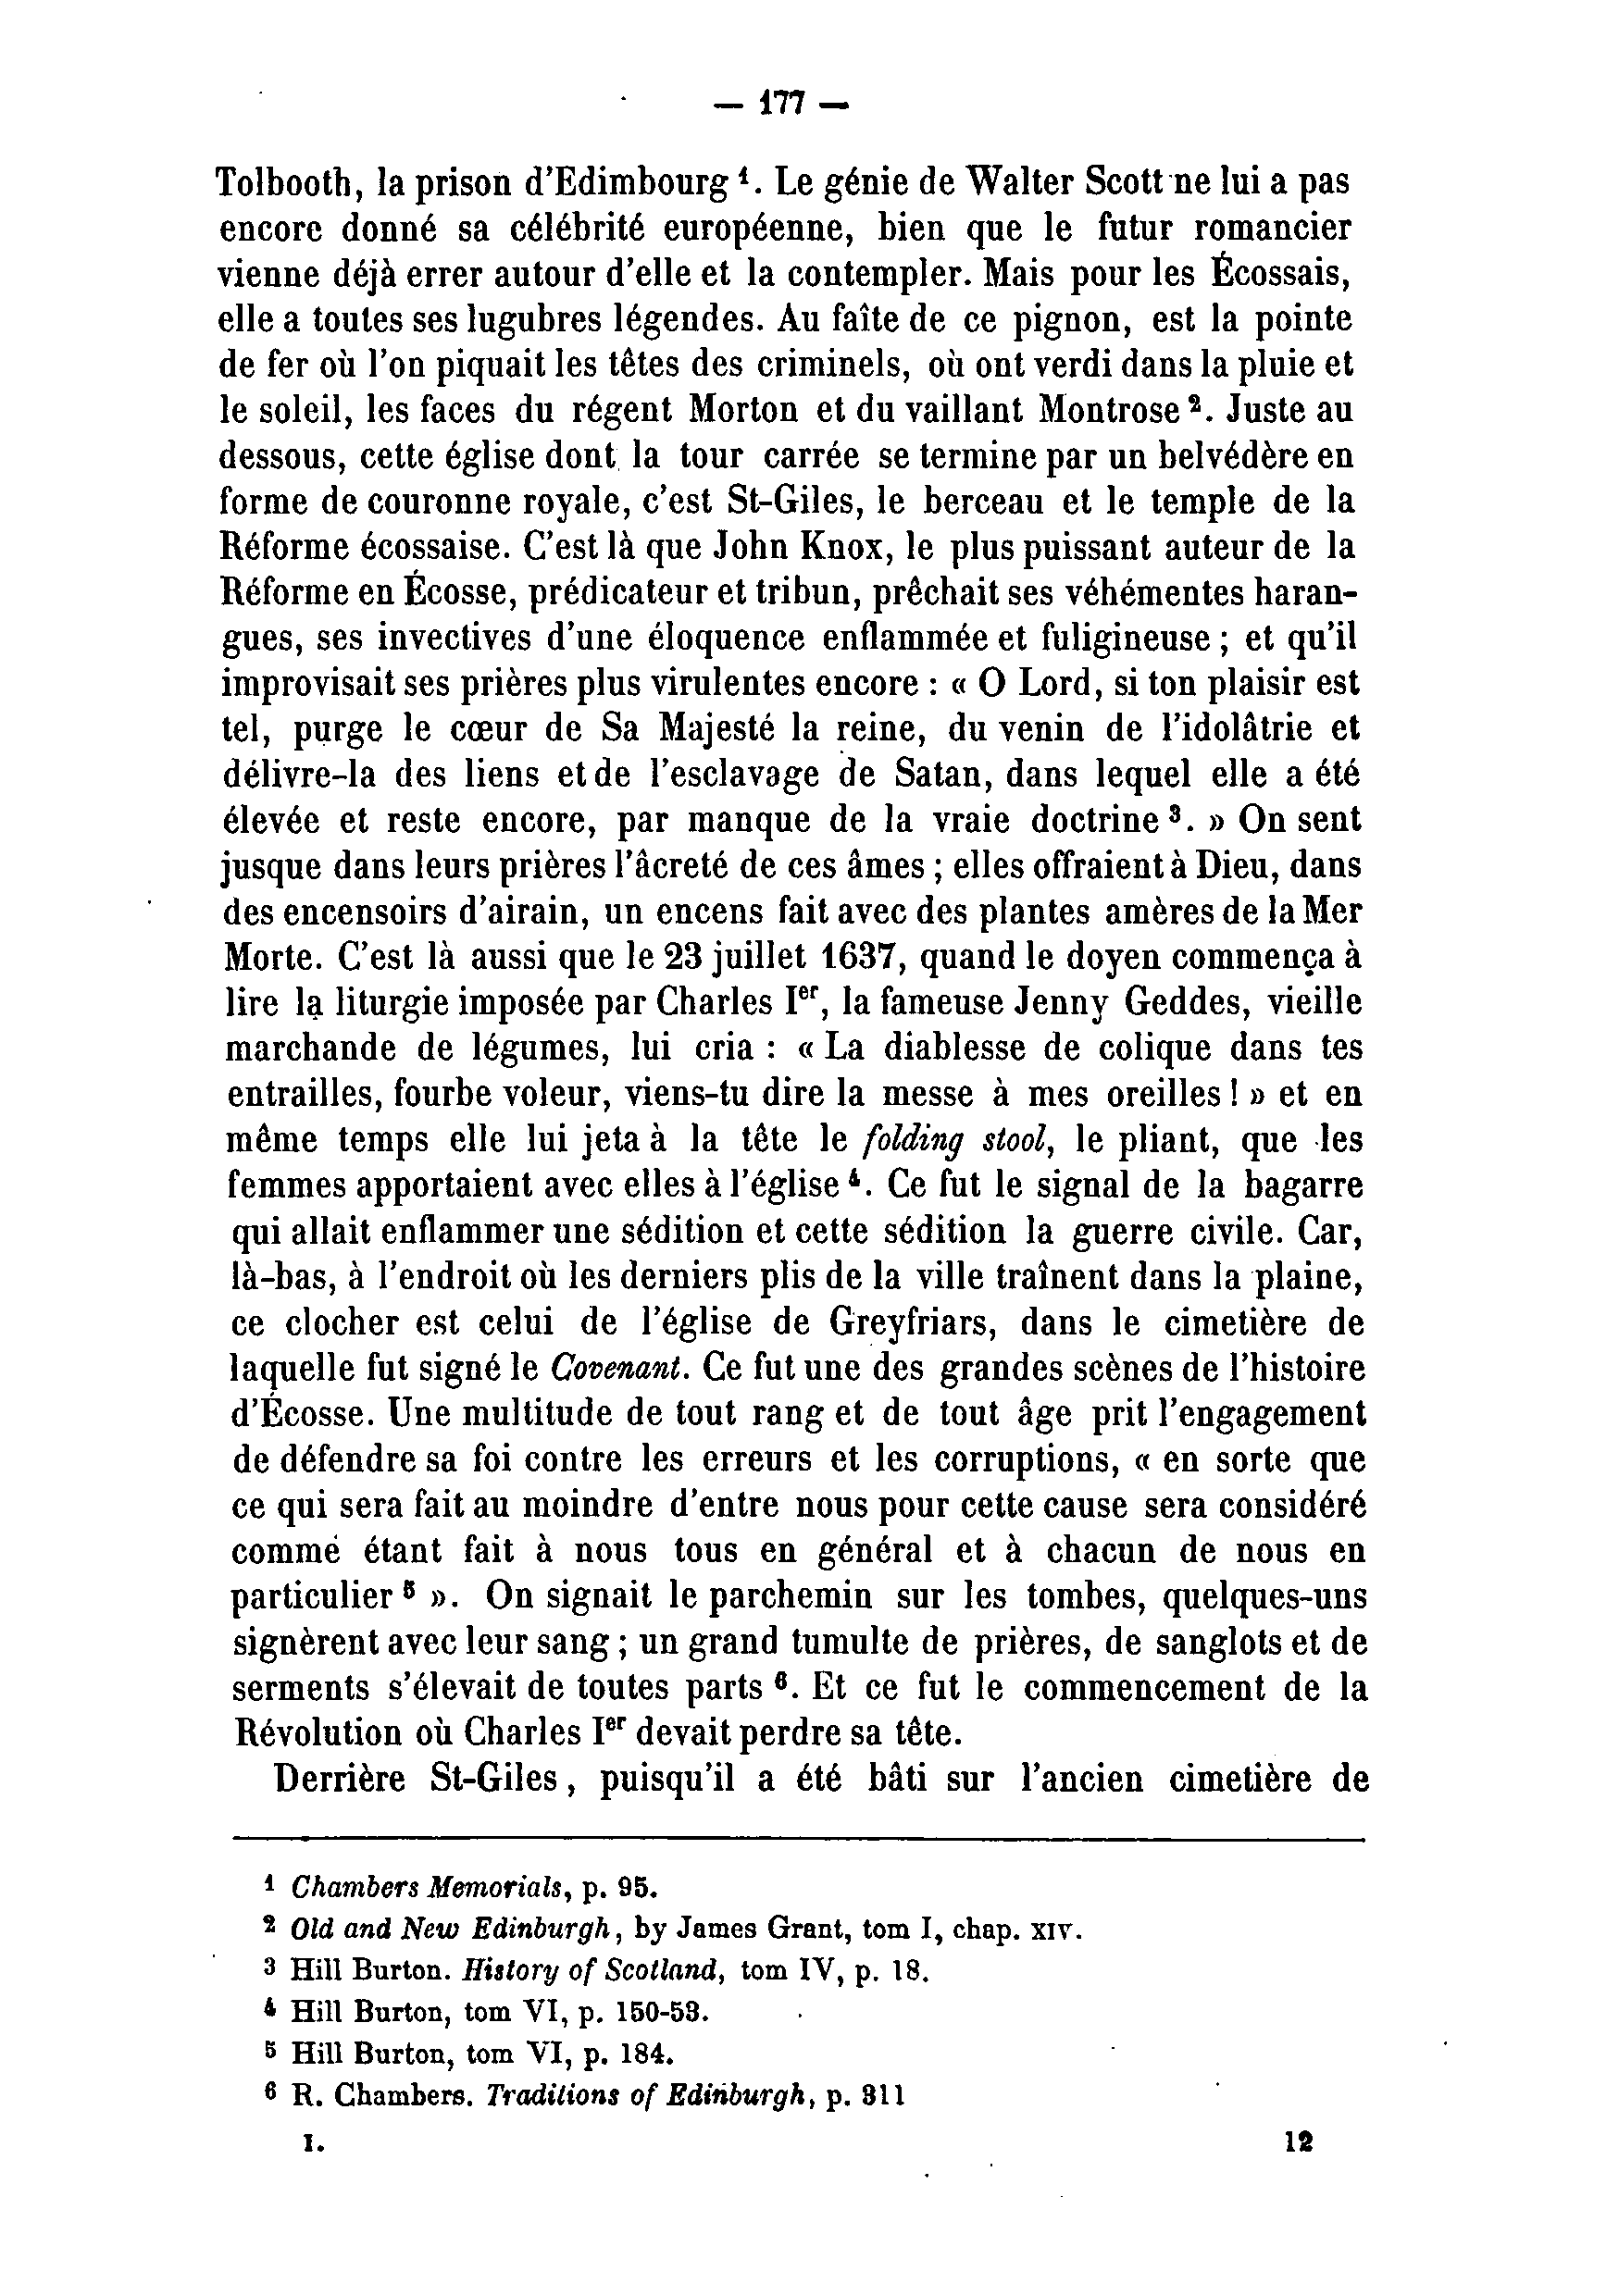 — 177 —
Tolbooth, la prison d'Edimbourg ¹. Le génie de Walter Scott ne lui a pas
encore donné sa célébrité européenne, bien que le futur romancier
vienne déjà errer autour d'elle et la contempler. Mais pour les Écossais,
elle a toutes ses lugubres légendes. Au faîte de ce pignon, est la pointe
de fer où l'on piquait les têtes des criminels, où ont verdi dans la pluie et
le soleil, les faces du régent Morton et du vaillant Montrose ². Juste au
dessous, cette église dont la tour carrée se termine par un belvédère en
forme de couronne royale, c'est St-Giles, le berceau et le temple de la
Réforme écossaise. C'est là que John Knox, le plus puissant auteur de la
Réforme en Écosse, prédicateur et tribun, prêchait ses véhémentes haran-
gues, ses invectives d'une éloquence enflammée et fuligineuse ; et qu'il
improvisait ses prières plus virulentes encore : « O Lord, si ton plaisir est
tel, purge le cœur de Sa Majesté la reine, du venin de l'idolâtrie et
délivre-la des liens et de l'esclavage de Satan, dans lequel elle a été
élevée et reste encore, par manque de la vraie doctrine ³. » On sent
jusque dans leurs prières l'âcreté de ces âmes ; elles offraient à Dieu, dans
des encensoirs d'airain, un encens fait avec des plantes amères de la Mer
Morte. C'est là aussi que le 23 juillet 1637, quand le doyen commença à
lire la liturgie imposée par Charles Iᵉʳ, la fameuse Jenny Geddes, vieille
marchande de légumes, lui cria : « La diablesse de colique dans tes
entrailles, fourbe voleur, viens-tu dire la messe à mes oreilles ! » et en
même temps elle lui jeta à la tête le folding stool, le pliant, que les
femmes apportaient avec elles à l'église ⁴. Ce fut le signal de la bagarre
qui allait enflammer une sédition et cette sédition la guerre civile. Car,
là-bas, à l'endroit où les derniers plis de la ville traînent dans la plaine,
ce clocher est celui de l'église de Greyfriars, dans le cimetière de
laquelle fut signé le Covenant. Ce fut une des grandes scènes de l'histoire
d'Écosse. Une multitude de tout rang et de tout âge prit l'engagement
de défendre sa foi contre les erreurs et les corruptions, « en sorte que
ce qui sera fait au moindre d'entre nous pour cette cause sera considéré
comme étant fait à nous tous en général et à chacun de nous en
particulier ⁵ ». On signait le parchemin sur les tombes, quelques-uns
signèrent avec leur sang ; un grand tumulte de prières, de sanglots et de
serments s'élevait de toutes parts ⁶. Et ce fut le commencement de la
Révolution où Charles Iᵉʳ devait perdre sa tête.
Derrière St-Giles, puisqu'il a été bâti sur l'ancien cimetière de
¹ Chambers Memorials, p. 95.
² Old and New Edinburgh, by James Grant, tom I, chap. XIV.
³ Hill Burton. History of Scotland, tom IV, p. 18.
⁴ Hill Burton, tom VI, p. 150-53.
⁵ Hill Burton, tom VI, p. 184.
⁶ R. Chambers. Traditions of Edinburgh, p. 311
I. 12